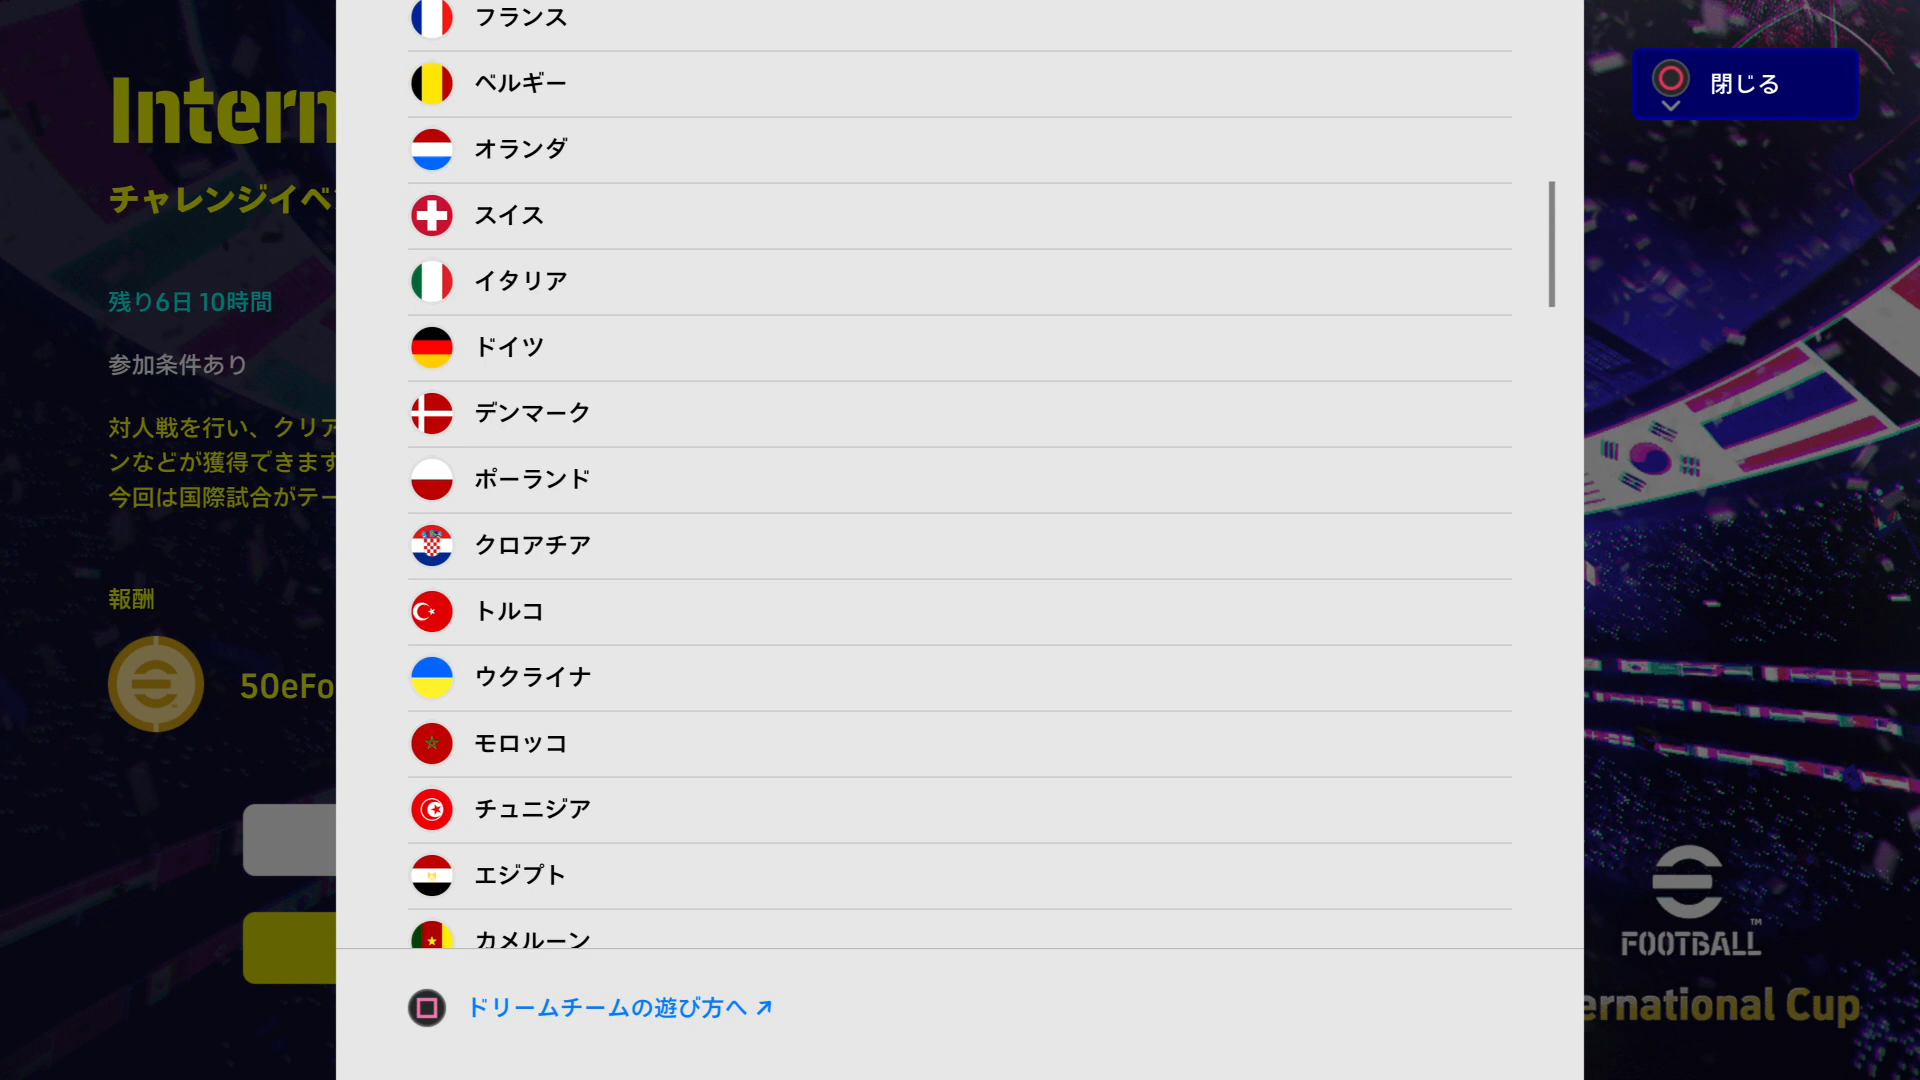 Intern
チャレンジイベ
残り6日 10時間
参加条件あり
対人戦を行い、クリア
ンなどが獲得できます
今回は国際試合がテー
報酬
50eFo
フランス
ベルギー
オランダ
スイス
イタリア
ドイツ
デンマーク
ポーランド
クロアチア
トルコ
ウクライナ
モロッコ
チュニジア
エジプト
カメルーン
ドリームチームの遊び方へ
閉じる
FOOTBALL™
ernational Cup